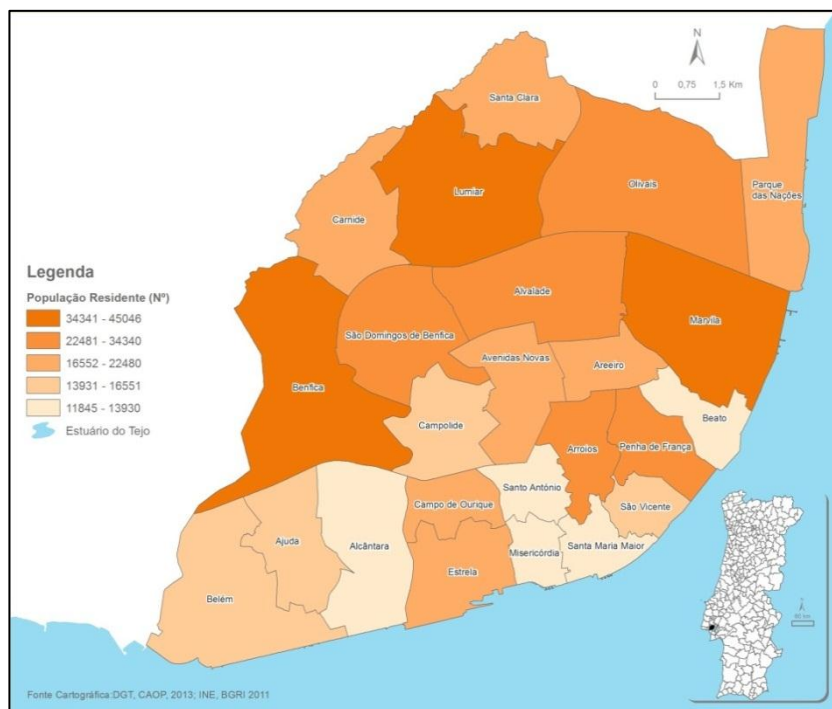 N
0 0,75 1,5 Km
Santa Clara
Lumiar
Olivais
Parque
das Nações
Carnide
Legenda
População Residente (Nº)
34341 - 45046
22481 - 34340
16552 - 22480
13931 - 16551
11845 - 13930
Estuário do Tejo
Alvalade
Marvila
São Domingos de Benfica
Avenidas Novas
Areeiro
Benfica
Beato
Campolide
Arroios
Penha de França
Santo António
Campo de Ourique
São Vicente
Ajuda
Alcântara
Misericórdia
Santa Maria Maior
Estrela
Belém
Fonte Cartográfica:DGT, CAOP, 2013; INE, BGRI 2011